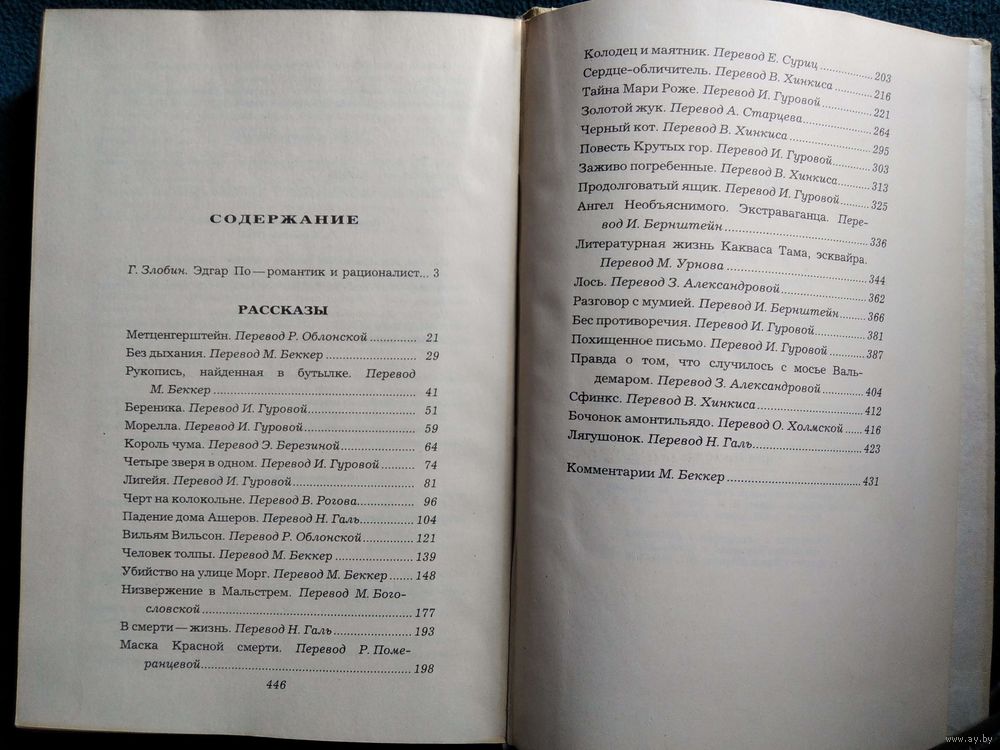 СОДЕРЖАНИЕ
Г. Злобин. Эдгар По — романтик и рационалист... 3
РАССКАЗЫ
Метценгерштейн. Перевод Р. Облонской .............. 21
Без дыхания. Перевод М. Беккер .............. 29
Рукопись, найденная в бутылке. Перевод
М. Беккер .............. 41
Береника. Перевод И. Гуровой .............. 51
Морелла. Перевод И. Гуровой .............. 59
Король чума. Перевод Э. Березиной .............. 64
Четыре зверя в одном. Перевод И. Гуровой ........ 74
Лигейя. Перевод И. Гуровой .............. 81
Черт на колокольне. Перевод В. Рогова .............. 96
Падение дома Ашеров. Перевод Н. Галь .............. 104
Вильям Вильсон. Перевод Р. Облонской .............. 121
Человек толпы. Перевод М. Беккер .............. 139
Убийство на улице Морг. Перевод М. Беккер ...... 148
Низвержение в Мальстрем. Перевод М. Бого-
словской .............. 177
В смерти — жизнь. Перевод Н. Галь .............. 193
Маска Красной смерти. Перевод Р. Поме-
ранцевой .............. 198
446
Колодец и маятник. Перевод Е. Суриц .............. 203
Сердце-обличитель. Перевод В. Хинкиса .............. 216
Тайна Мари Роже. Перевод И. Гуровой .............. 221
Золотой жук. Перевод А. Старцева .............. 264
Черный кот. Перевод В. Хинкиса .............. 295
Повесть Крутых гор. Перевод И. Гуровой .............. 303
Заживо погребенные. Перевод В. Хинкиса .............. 313
Продолговатый ящик. Перевод И. Гуровой .............. 325
Ангел Необъяснимого. Экстраваганца. Пере-
вод И. Бернштейн .............. 336
Литературная жизнь Какваса Тама, эсквайра.
Перевод М. Урнова .............. 344
Лось. Перевод З. Александровой .............. 362
Разговор с мумией. Перевод И. Бернштейн .............. 366
Бес противоречия. Перевод И. Гуровой .............. 381
Похищенное письмо. Перевод И. Гуровой .............. 387
Правда о том, что случилось с мосье Валь-
демаром. Перевод З. Александровой .............. 404
Сфинкс. Перевод В. Хинкиса .............. 412
Бочонок амонтильядо. Перевод О. Холмской ..... 416
Лягушонок. Перевод Н. Галь .............. 423
Комментарии М. Беккер .............. 431
www.ay.by